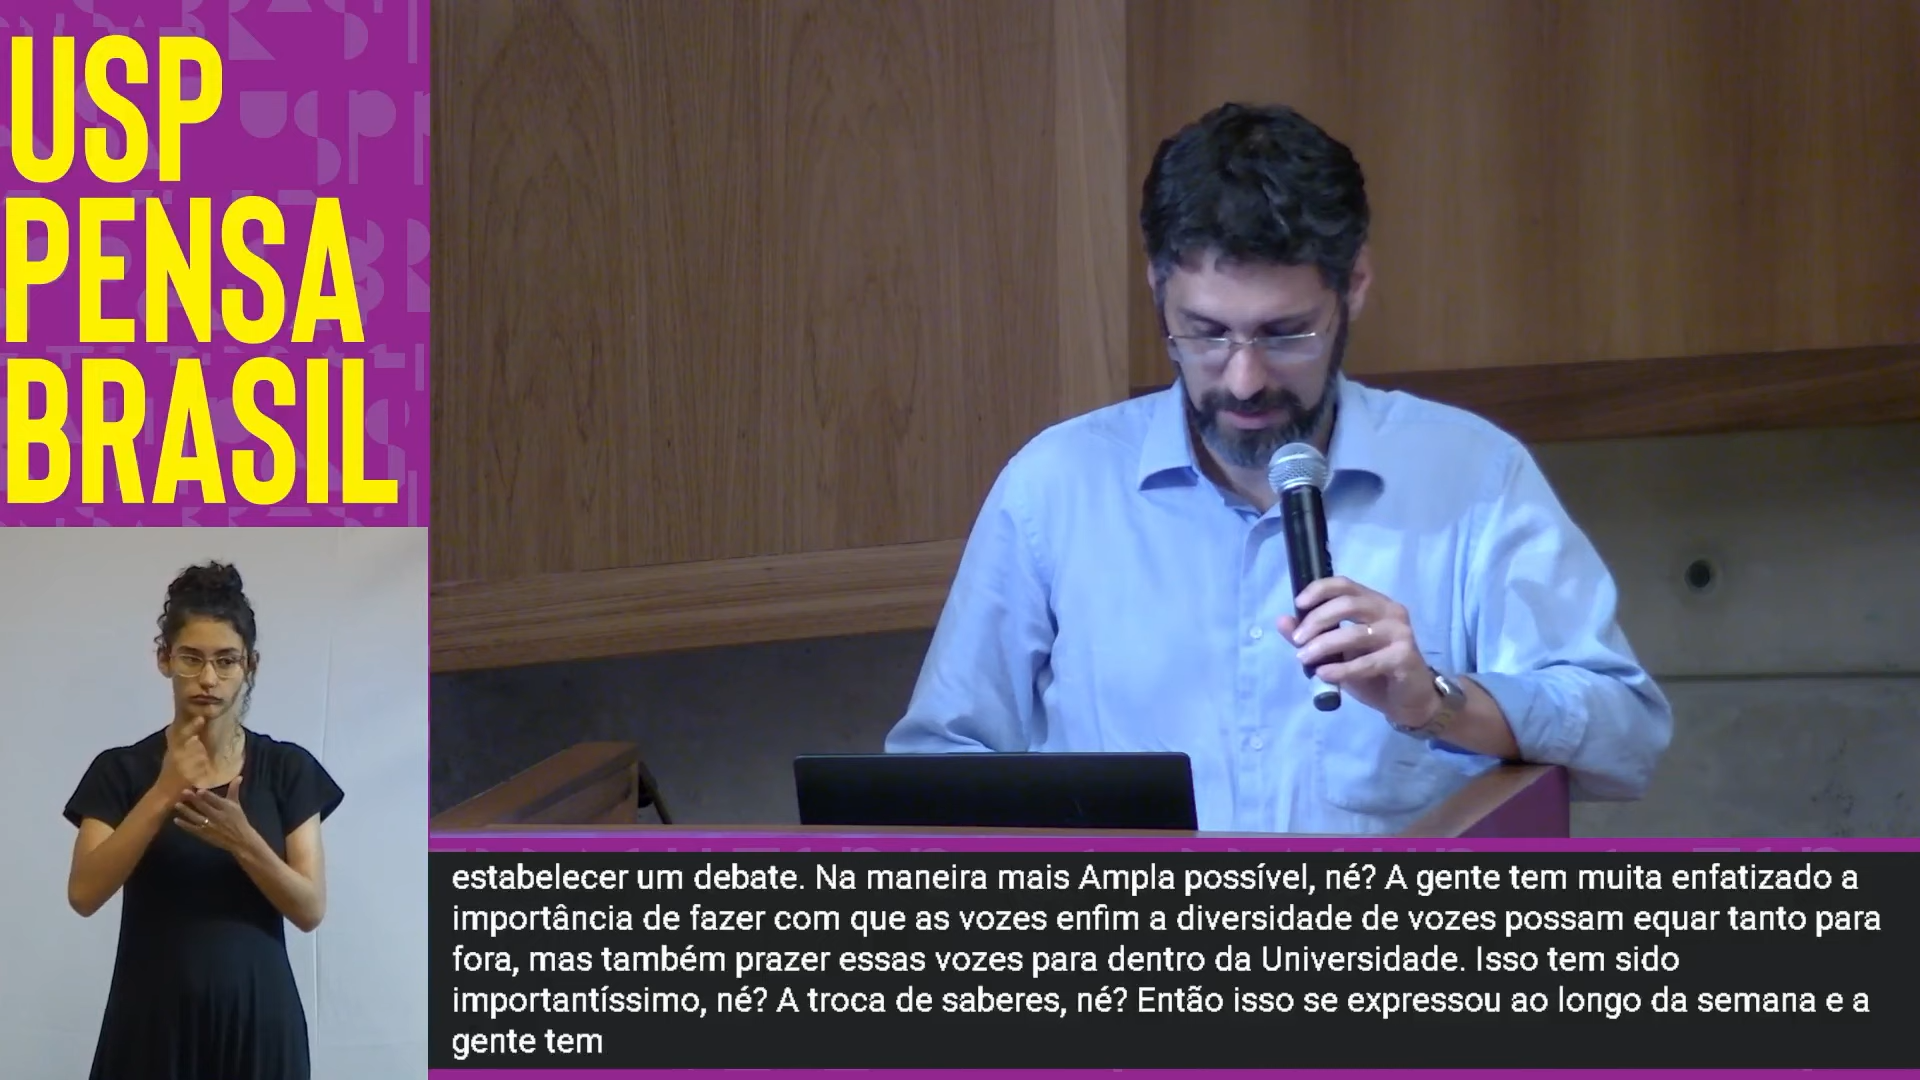 USP
PENSA
BRASIL
estabelecer um debate. Na maneira mais Ampla possível, né? A gente tem muita enfatizado a
importância de fazer com que as vozes enfim a diversidade de vozes possam equar tanto para
fora, mas também prazer essas vozes para dentro da Universidade. Isso tem sido
importantíssimo, né? A troca de saberes, né? Então isso se expressou ao longo da semana e a
gente tem